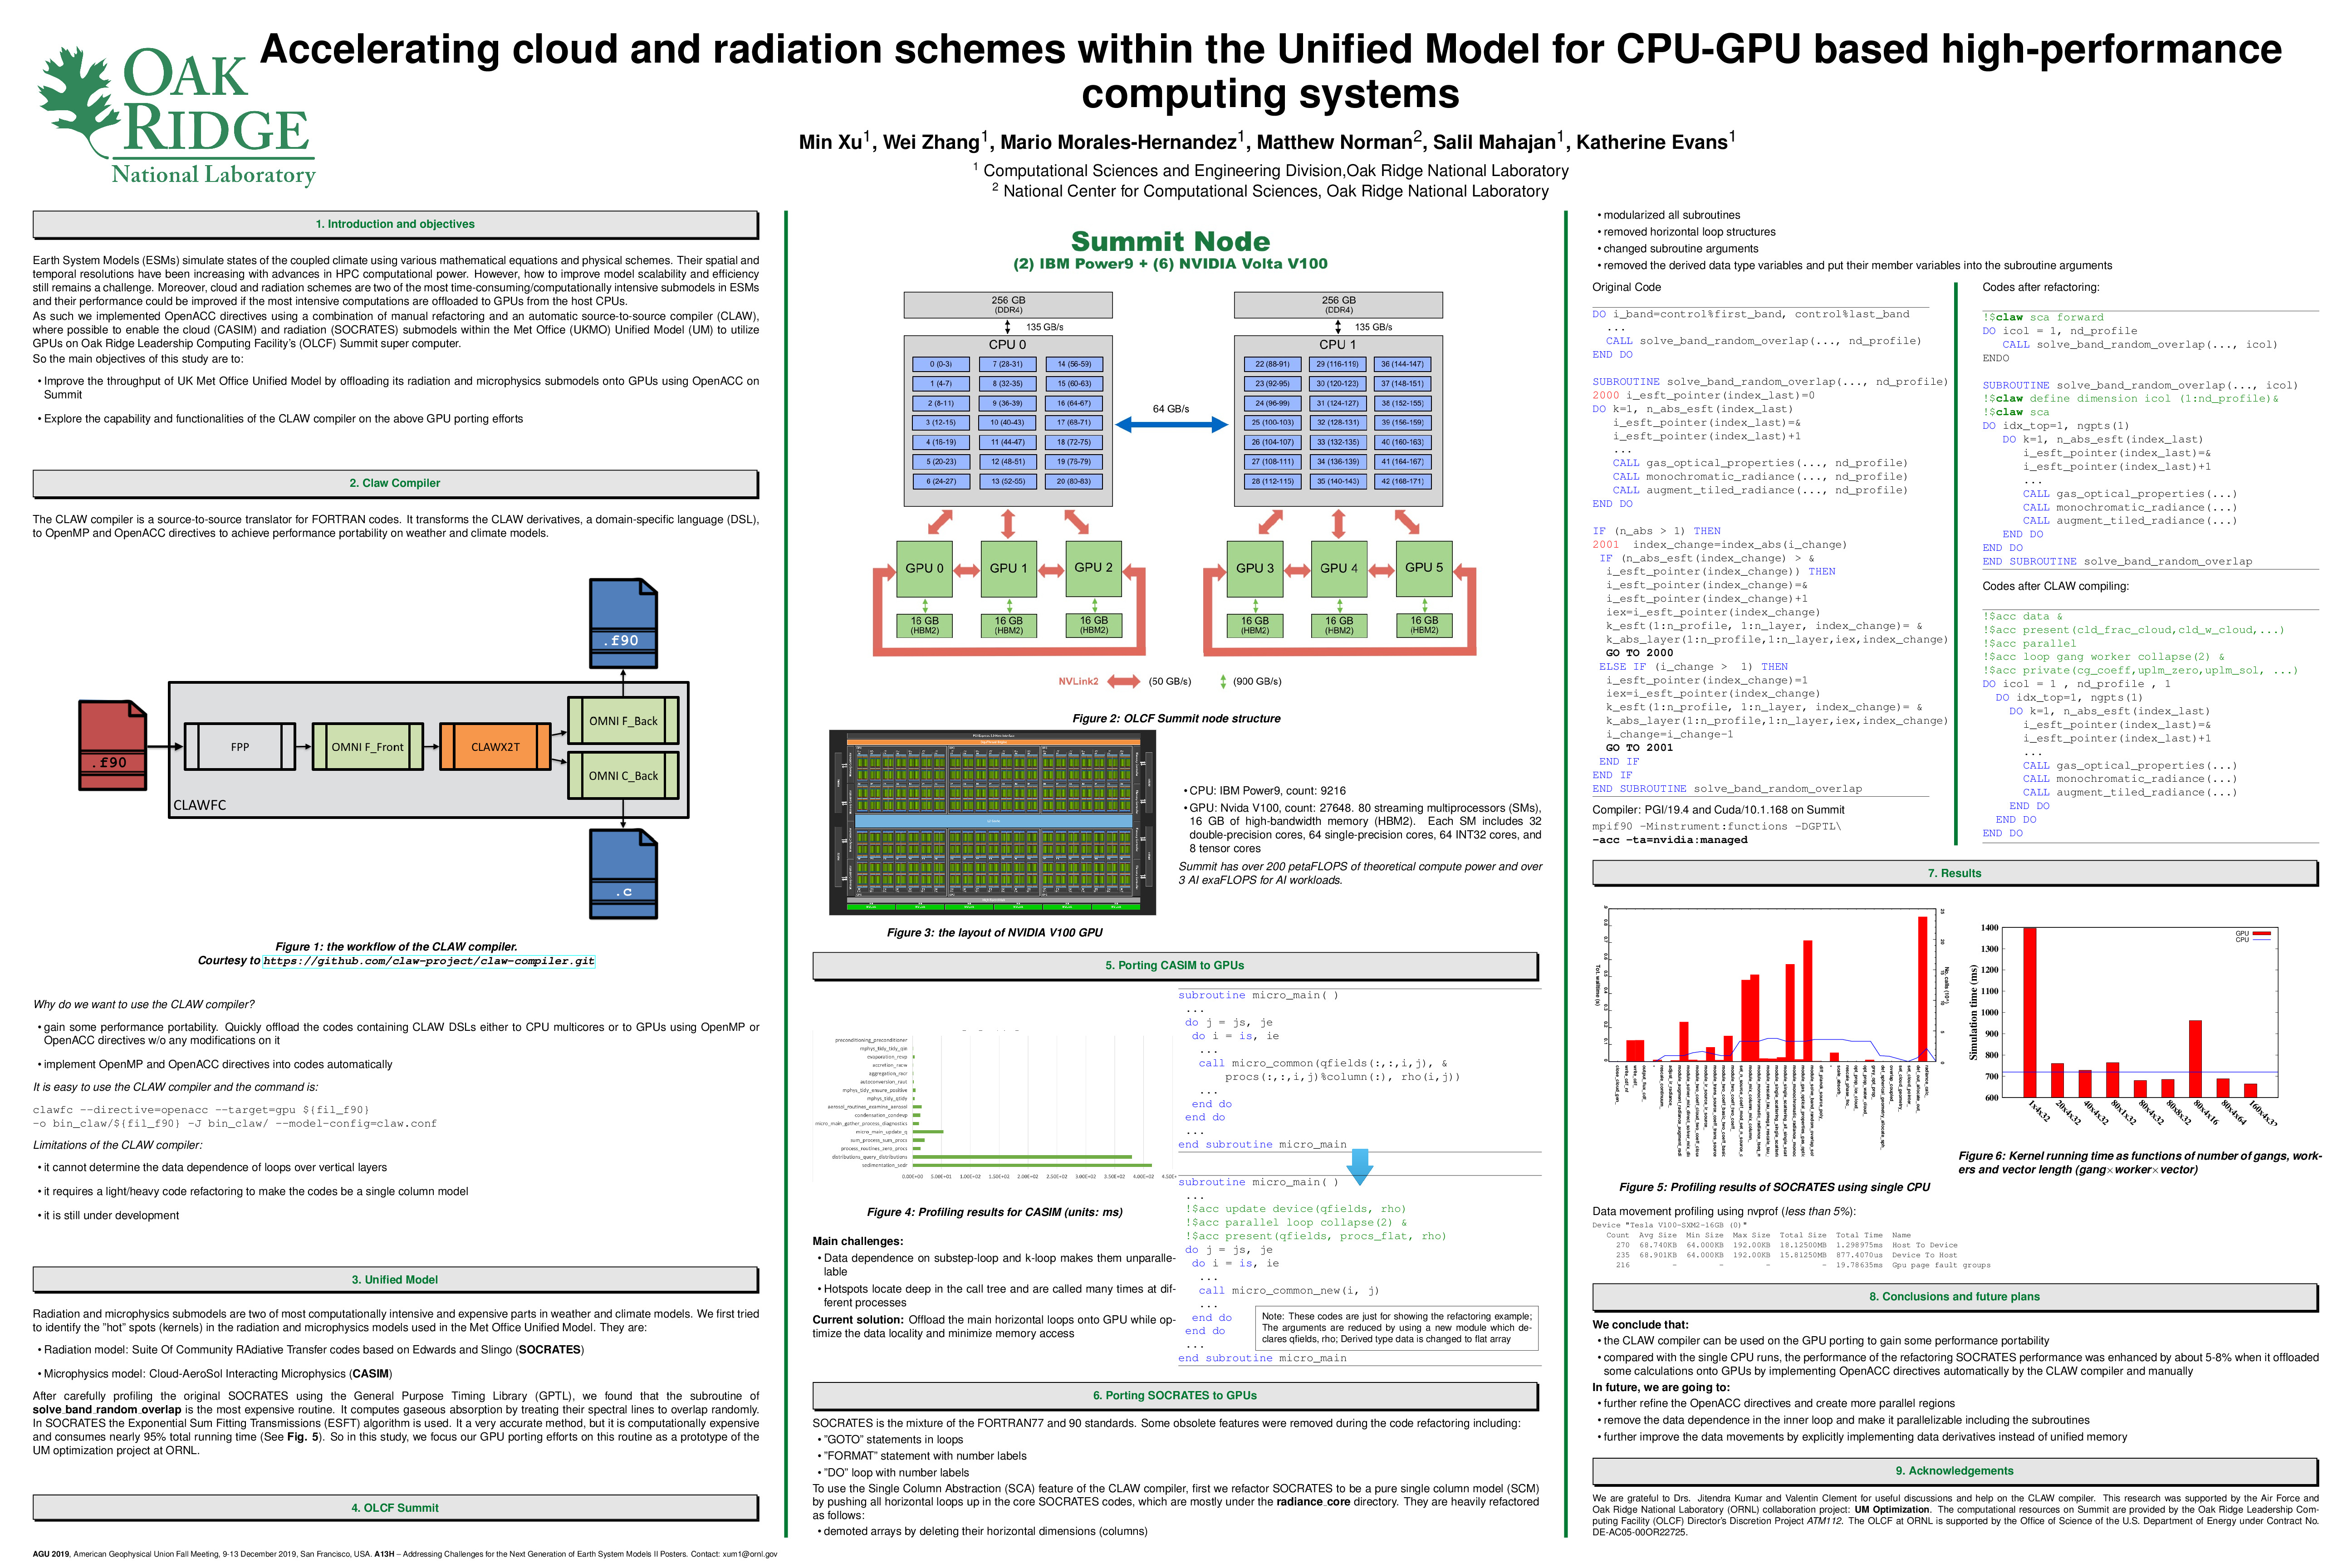 OAK
RIDGE
National Laboratory
Accelerating cloud and radiation schemes within the Unified Model for CPU-GPU based high-performance
computing systems
Min Xu1, Wei Zhang1, Mario Morales-Hernandez1, Matthew Norman2, Salil Mahajan1, Katherine Evans1
1 Computational Sciences and Engineering Division,Oak Ridge National Laboratory
2 National Center for Computational Sciences, Oak Ridge National Laboratory
1. Introduction and objectives
Earth System Models (ESMs) simulate states of the coupled climate using various mathematical equations and physical schemes. Their spatial and
temporal resolutions have been increasing with advances in HPC computational power. However, how to improve model scalability and efficiency
still remains a challenge. Moreover, cloud and radiation schemes are two of the most time-consuming/computationally intensive submodels in ESMs
and their performance could be improved if the most intensive computations are offloaded to GPUs from the host CPUs.
As such we implemented OpenACC directives using a combination of manual refactoring and an automatic source-to-source compiler (CLAW),
where possible to enable the cloud (CASIM) and radiation (SOCRATES) submodels within the Met Office (UKMO) Unified Model (UM) to utilize
GPUs on Oak Ridge Leadership Computing Facility's (OLCF) Summit super computer.
So the main objectives of this study are to:
• Improve the throughput of UK Met Office Unified Model by offloading its radiation and microphysics submodels onto GPUs using OpenACC on
Summit
• Explore the capability and functionalities of the CLAW compiler on the above GPU porting efforts
2. Claw Compiler
The CLAW compiler is a source-to-source translator for FORTRAN codes. It transforms the CLAW derivatives, a domain-specific language (DSL),
to OpenMP and OpenACC directives to achieve performance portability on weather and climate models.
.f90
.f90
FPP
OMNI F_Front
CLAWX2T
OMNI F_Back
OMNI C_Back
CLAWFC
.c
Figure 1: the workflow of the CLAW compiler.
Courtesy to https://github.com/claw-project/claw-compiler.git
Why do we want to use the CLAW compiler?
• gain some performance portability. Quickly offload the codes containing CLAW DSLs either to CPU multicores or to GPUs using OpenMP or
OpenACC directives w/o any modifications on it
• implement OpenMP and OpenACC directives into codes automatically
It is easy to use the CLAW compiler and the command is:
clawfc --directive=openacc --target=gpu ${fil_f90}
-o bin_claw/${fil_f90} -J bin_claw/ --model-config=claw.conf
Limitations of the CLAW compiler:
• it cannot determine the data dependence of loops over vertical layers
• it requires a light/heavy code refactoring to make the codes be a single column model
• it is still under development
3. Unified Model
Radiation and microphysics submodels are two of most computationally intensive and expensive parts in weather and climate models. We first tried
to identify the "hot" spots (kernels) in the radiation and microphysics models used in the Met Office Unified Model. They are:
• Radiation model: Suite Of Community RAdiative Transfer codes based on Edwards and Slingo (SOCRATES)
• Microphysics model: Cloud-AeroSol Interacting Microphysics (CASIM)
After carefully profiling the original SOCRATES using the General Purpose Timing Library (GPTL), we found that the subroutine of
solve_band_random_overlap is the most expensive routine. It computes gaseous absorption by treating their spectral lines to overlap randomly.
In SOCRATES the Exponential Sum Fitting Transmissions (ESFT) algorithm is used. It a very accurate method, but it is computationally expensive
and consumes nearly 95% total running time (See Fig. 5). So in this study, we focus our GPU porting efforts on this routine as a prototype of the
UM optimization project at ORNL.
4. OLCF Summit
AGU 2019, American Geophysical Union Fall Meeting, 9-13 December 2019, San Francisco, USA. A13H – Addressing Challenges for the Next Generation of Earth System Models II Posters. Contact: xum1@ornl.gov
Summit Node
(2) IBM Power9 + (6) NVIDIA Volta V100
256 GB
(DDR4)
256 GB
(DDR4)
135 GB/s
135 GB/s
CPU 0
CPU 1
0 (0-3) 7 (28-31) 14 (56-59) 22 (88-91) 29 (116-119) 36 (144-147)
1 (4-7) 8 (32-35) 15 (60-63) 23 (92-95) 30 (120-123) 37 (148-151)
2 (8-11) 9 (36-39) 16 (64-67) 24 (96-99) 31 (124-127) 38 (152-155)
3 (12-15) 10 (40-43) 17 (68-71) 25 (100-103) 32 (128-131) 39 (156-159)
4 (16-19) 11 (44-47) 18 (72-75) 26 (104-107) 33 (132-135) 40 (160-163)
5 (20-23) 12 (48-51) 19 (76-79) 27 (108-111) 34 (136-139) 41 (164-167)
6 (24-27) 13 (52-55) 20 (80-83) 28 (112-115) 35 (140-143) 42 (168-171)
64 GB/s
GPU 0 GPU 1 GPU 2 GPU 3 GPU 4 GPU 5
16 GB 16 GB 16 GB 16 GB 16 GB 16 GB
(HBM2) (HBM2) (HBM2) (HBM2) (HBM2) (HBM2)
NVLink2 (50 GB/s) (900 GB/s)
Figure 2: OLCF Summit node structure
• CPU: IBM Power9, count: 9216
• GPU: Nvida V100, count: 27648. 80 streaming multiprocessors (SMs),
16 GB of high-bandwidth memory (HBM2). Each SM includes 32
double-precision cores, 64 single-precision cores, 64 INT32 cores, and
8 tensor cores
Summit has over 200 petaFLOPS of theoretical compute power and over
3 AI exaFLOPS for AI workloads.
Figure 3: the layout of NVIDIA V100 GPU
5. Porting CASIM to GPUs
preconditioning_preconditioner
mphys_tidy_tidy_qin
evaporation_revp
accretion_racw
aggregation_racr
autoconversion_raut
mphys_tidy_ensure_positive
mphys_tidy_qtidy
aerosol_routines_examine_aerosol
condensation_condevp
micro_main_gather_process_diagnostics
micro_main_update_q
sum_process_sum_procs
process_routines_zero_procs
distributions_query_distributions
sedimentation_sedr
0.00E+00 5.00E+01 1.00E+02 1.50E+02 2.00E+02 2.50E+02 3.00E+02 3.50E+02 4.00E+02
Figure 4: Profiling results for CASIM (units: ms)
Main challenges:
• Data dependence on substep-loop and k-loop makes them unparalle-
lable
• Hotspots locate deep in the call tree and are called many times at dif-
ferent processes
Current solution: Offload the main horizontal loops onto GPU while op-
timize the data locality and minimize memory access
subroutine micro_main( )
...
do j = js, je
do i = is, ie
...
call micro_common(qfields(:,:,i,j), &
procs(:,:,i,j)%column(:), rho(i,j))
...
end do
end do
...
end subroutine micro_main
subroutine micro_main( )
...
!$acc update device(qfields, rho)
!$acc parallel loop collapse(2) &
!$acc present(qfields, procs_flat, rho)
do j = js, je
do i = is, ie
...
call micro_common_new(i, j)
...
end do
end do
...
end subroutine micro_main
Note: These codes are just for showing the refactoring example;
The arguments are reduced by using a new module which de-
clares qfields, rho; Derived type data is changed to flat array
6. Porting SOCRATES to GPUs
SOCRATES is the mixture of the FORTRAN77 and 90 standards. Some obsolete features were removed during the code refactoring including:
• "GOTO" statements in loops
• "FORMAT" statement with number labels
• "DO" loop with number labels
To use the Single Column Abstraction (SCA) feature of the CLAW compiler, first we refactor SOCRATES to be a pure single column model (SCM)
by pushing all horizontal loops up in the core SOCRATES codes, which are mostly under the radiance_core directory. They are heavily refactored
as follows:
• demoted arrays by deleting their horizontal dimensions (columns)
• modularized all subroutines
• removed horizontal loop structures
• changed subroutine arguments
• removed the derived data type variables and put their member variables into the subroutine arguments
Original Code
DO i_band=control%first_band, control%last_band
...
CALL solve_band_random_overlap(..., nd_profile)
END DO
SUBROUTINE solve_band_random_overlap(..., nd_profile)
2000 i_esft_pointer(index_last)=0
DO k=1, n_abs_esft(index_last)
i_esft_pointer(index_last)=&
i_esft_pointer(index_last)+1
...
CALL gas_optical_properties(..., nd_profile)
CALL monochromatic_radiance(..., nd_profile)
CALL augment_tiled_radiance(..., nd_profile)
END DO
IF (n_abs > 1) THEN
2001 index_change=index_abs(i_change)
IF (n_abs_esft(index_change) > &
i_esft_pointer(index_change)) THEN
i_esft_pointer(index_change)=&
i_esft_pointer(index_change)+1
iex=i_esft_pointer(index_change)
k_esft(1:n_profile, 1:n_layer, index_change)= &
k_abs_layer(1:n_profile,1:n_layer,iex,index_change)
GO TO 2000
ELSE IF (i_change > 1) THEN
i_esft_pointer(index_change)=1
iex=i_esft_pointer(index_change)
k_esft(1:n_profile, 1:n_layer, index_change)= &
k_abs_layer(1:n_profile,1:n_layer,iex,index_change)
i_change=i_change-1
GO TO 2001
END IF
END IF
END SUBROUTINE solve_band_random_overlap
Compiler: PGI/19.4 and Cuda/10.1.168 on Summit
mpif90 -Minstrument:functions -DGPTL\
-acc -ta=nvidia:managed
Codes after refactoring:
!$claw sca forward
DO icol = 1, nd_profile
CALL solve_band_random_overlap(..., icol)
ENDO
SUBROUTINE solve_band_random_overlap(..., icol)
!$claw define dimension icol (1:nd_profile)&
!$claw sca
DO idx_top=1, ngpts(1)
DO k=1, n_abs_esft(index_last)
i_esft_pointer(index_last)=&
i_esft_pointer(index_last)+1
...
CALL gas_optical_properties(...)
CALL monochromatic_radiance(...)
CALL augment_tiled_radiance(...)
END DO
END DO
END SUBROUTINE solve_band_random_overlap
Codes after CLAW compiling:
!$acc data &
!$acc present(cld_frac_cloud,cld_w_cloud,...)
!$acc parallel
!$acc loop gang worker collapse(2) &
!$acc private(cg_coeff,uplm_zero,uplm_sol, ...)
DO icol = 1 , nd_profile , 1
DO idx_top=1, ngpts(1)
DO k=1, n_abs_esft(index_last)
i_esft_pointer(index_last)=&
i_esft_pointer(index_last)+1
...
CALL gas_optical_properties(...)
CALL monochromatic_radiance(...)
CALL augment_tiled_radiance(...)
END DO
END DO
END DO
7. Results
Tot. walltime (s)
No. calls (10^3)
Figure 5: Profiling results of SOCRATES using single CPU
Simulation time (ms)
1400
1300
1200
1100
1000
900
800
700
600
GPU
CPU
1x4x32 20x4x32 40x4x32 80x1x32 80x2x32 80x8x32 80x4x16 80x4x64 160x4x32
Figure 6: Kernel running time as functions of number of gangs, work-
ers and vector length (gang×worker×vector)
Data movement profiling using nvprof (less than 5%):
Device "Tesla V100-SXM2-16GB (0)"
Count Avg Size Min Size Max Size Total Size Total Time Name
270 68.740KB 64.000KB 192.00KB 18.12500MB 1.298975ms Host To Device
235 68.901KB 64.000KB 192.00KB 15.81250MB 877.4070us Device To Host
216 - - - - 19.78635ms Gpu page fault groups
8. Conclusions and future plans
We conclude that:
• the CLAW compiler can be used on the GPU porting to gain some performance portability
• compared with the single CPU runs, the performance of the refactoring SOCRATES performance was enhanced by about 5-8% when it offloaded
some calculations onto GPUs by implementing OpenACC directives automatically by the CLAW compiler and manually
In future, we are going to:
• further refine the OpenACC directives and create more parallel regions
• remove the data dependence in the inner loop and make it parallelizable including the subroutines
• further improve the data movements by explicitly implementing data derivatives instead of unified memory
9. Acknowledgements
We are grateful to Drs. Jitendra Kumar and Valentin Clement for useful discussions and help on the CLAW compiler. This research was supported by the Air Force and
Oak Ridge National Laboratory (ORNL) collaboration project: UM Optimization. The computational resources on Summit are provided by the Oak Ridge Leadership Com-
puting Facility (OLCF) Director's Discretion Project ATM112. The OLCF at ORNL is supported by the Office of Science of the U.S. Department of Energy under Contract No.
DE-AC05-00OR22725.